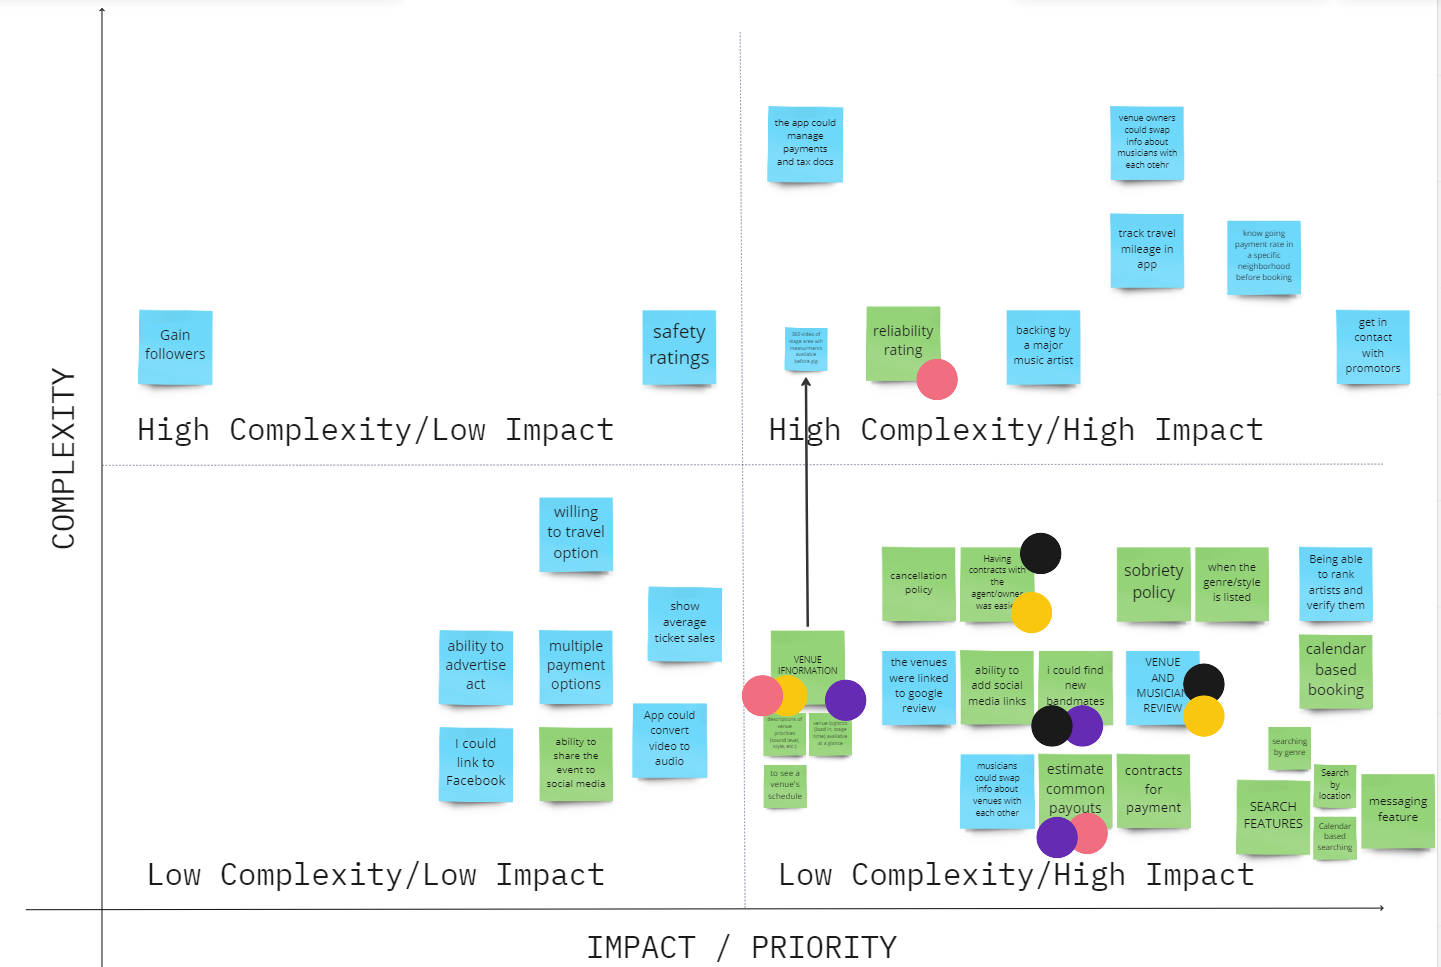 the app could
manage
payments
and tax docs
venue owners
could swap
info about
musicians with
each otehr
track travel
mileage in
app
know going
payment rate in
a specific
neighborhood
before booking
Gain
followers
safety
ratings
360 video of
stage area with
measurments
available
before gig
reliability
rating
backing by
a major
music artist
get in
contact
with
promotors
High Complexity/Low Impact
High Complexity/High Impact
COMPLEXITY
willing
to travel
option
show
average
ticket sales
ability to
advertise
act
multiple
payment
options
I could
link to
Facebook
ability to
share the
event to
social media
App could
convert
video to
audio
cancellation
policy
Having
contracts with
the
agent/owner
was
sobriety
policy
when the
genre/style
is listed
Being able
to rank
artists and
verify them
VENUE
IFNORMATION
descriptions of
venue
priorities
(sound level,
style, etc.)
venue logistics
(load in, stage
time) available
at a glance
to see a
venue's
schedule
the venues
were linked
to google
review
ability to
add social
media links
i could find
new
bandmates
VENUE
AND
MUSICIAN
REVIEW
calendar
based
booking
musicians
could swap
info about
venues with
each other
estimate
common
payouts
contracts
for
payment
searching
by genre
SEARCH
FEATURES
Search
by
location
Calendar
based
searching
messaging
feature
Low Complexity/Low Impact
Low Complexity/High Impact
IMPACT / PRIORITY